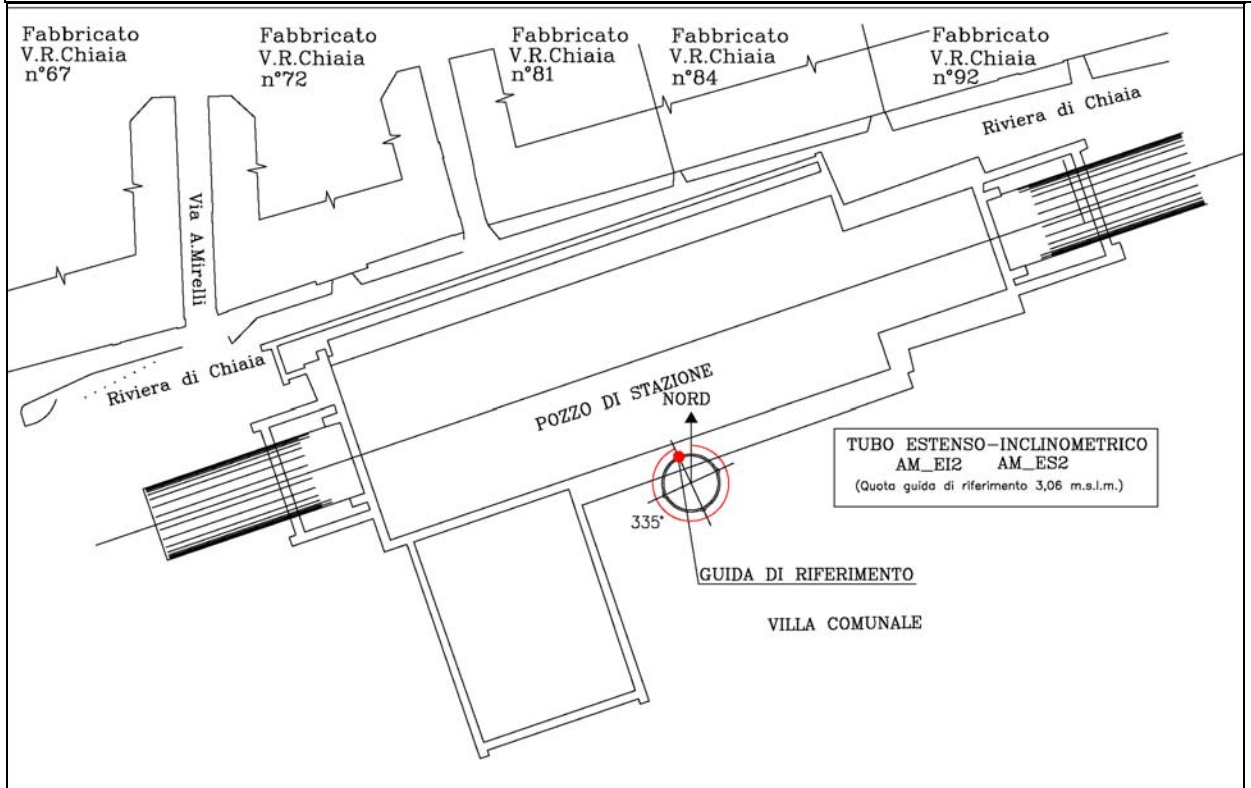 Fabbricato
V.R.Chiaia
n°67
Fabbricato
V.R.Chiaia
n°72
Fabbricato
V.R.Chiaia
n°81
Fabbricato
V.R.Chiaia
n°84
Fabbricato
V.R.Chiaia
n°92
Riviera di Chiaia
Via A.Mirelli
Riviera di Chiaia
POZZO DI STAZIONE
NORD
TUBO ESTENSO-INCLINOMETRICO
AM_EI2 AM_ES2
(Quota guida di riferimento 3,06 m.s.l.m.)
335°
GUIDA DI RIFERIMENTO
VILLA COMUNALE